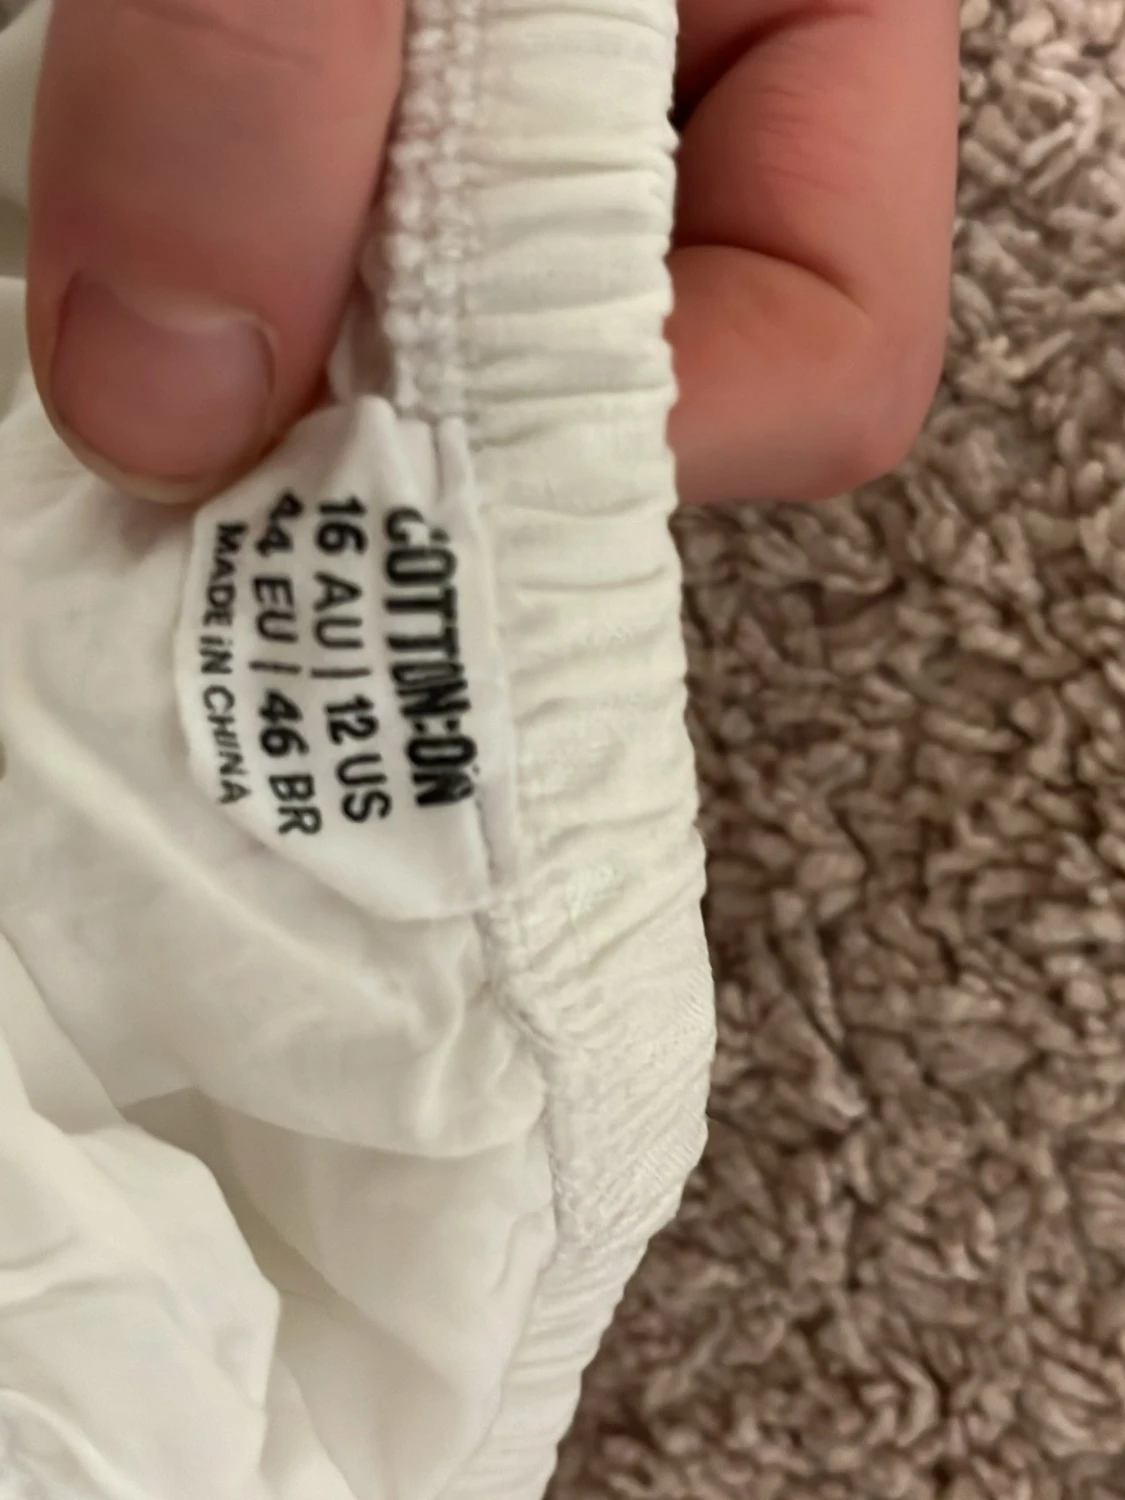 COTTON:ON
16 AU | 12 US
44 EU | 46 BR
MADE IN CHINA